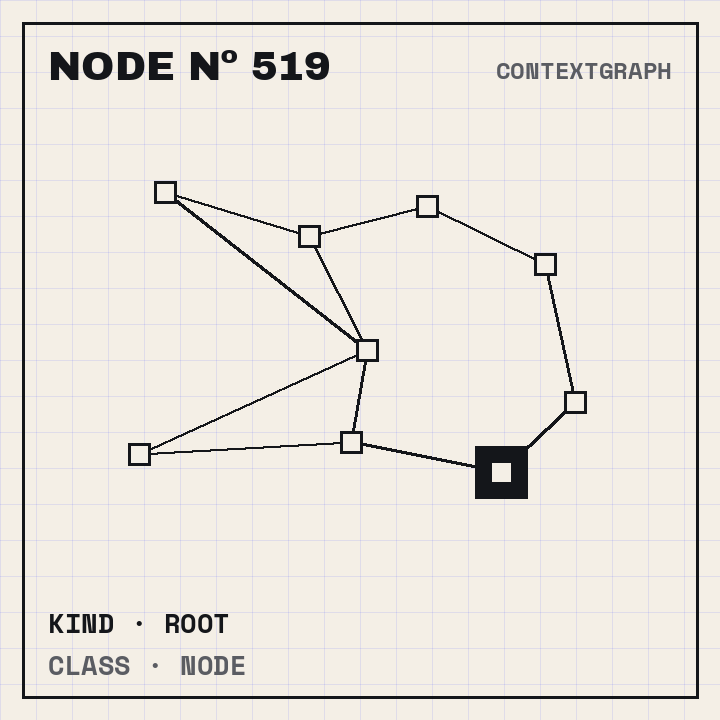 NODE Nº 519
CONTEXTGRAPH
KIND · ROOT
CLASS · NODE